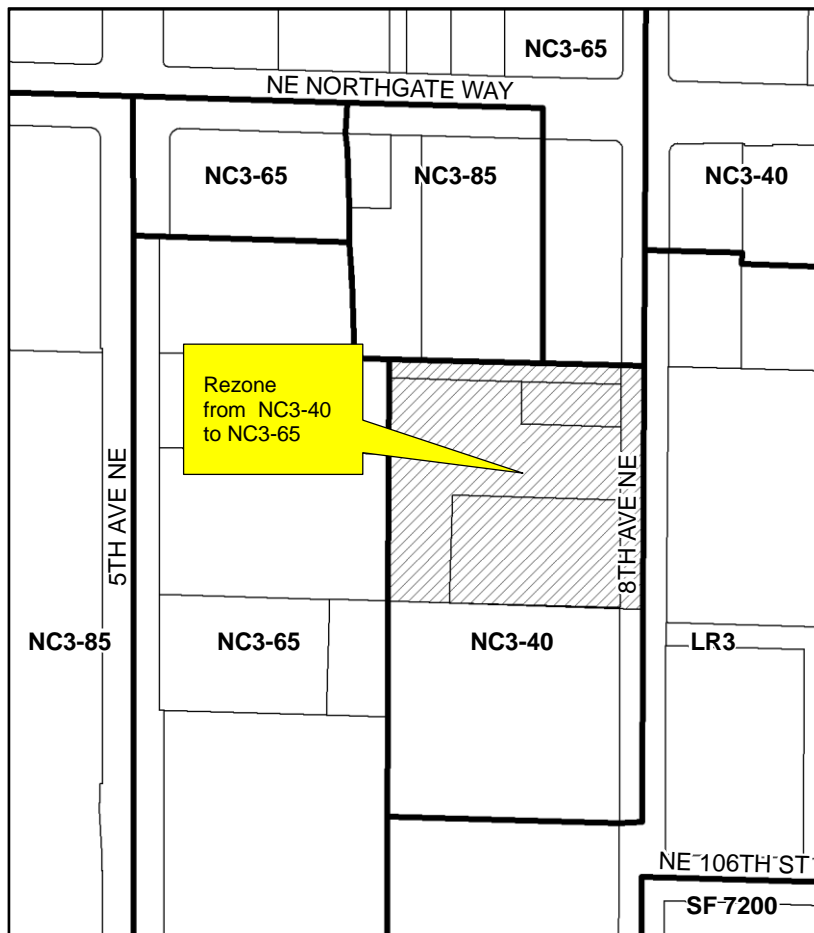 NC3-65
NE NORTHGATE WAY
NC3-65
NC3-85
NC3-40
Rezone
from NC3-40
to NC3-65
5TH AVE NE
8TH AVE NE
NC3-85
NC3-65
NC3-40
LR3
NE 106TH ST
SF 7200